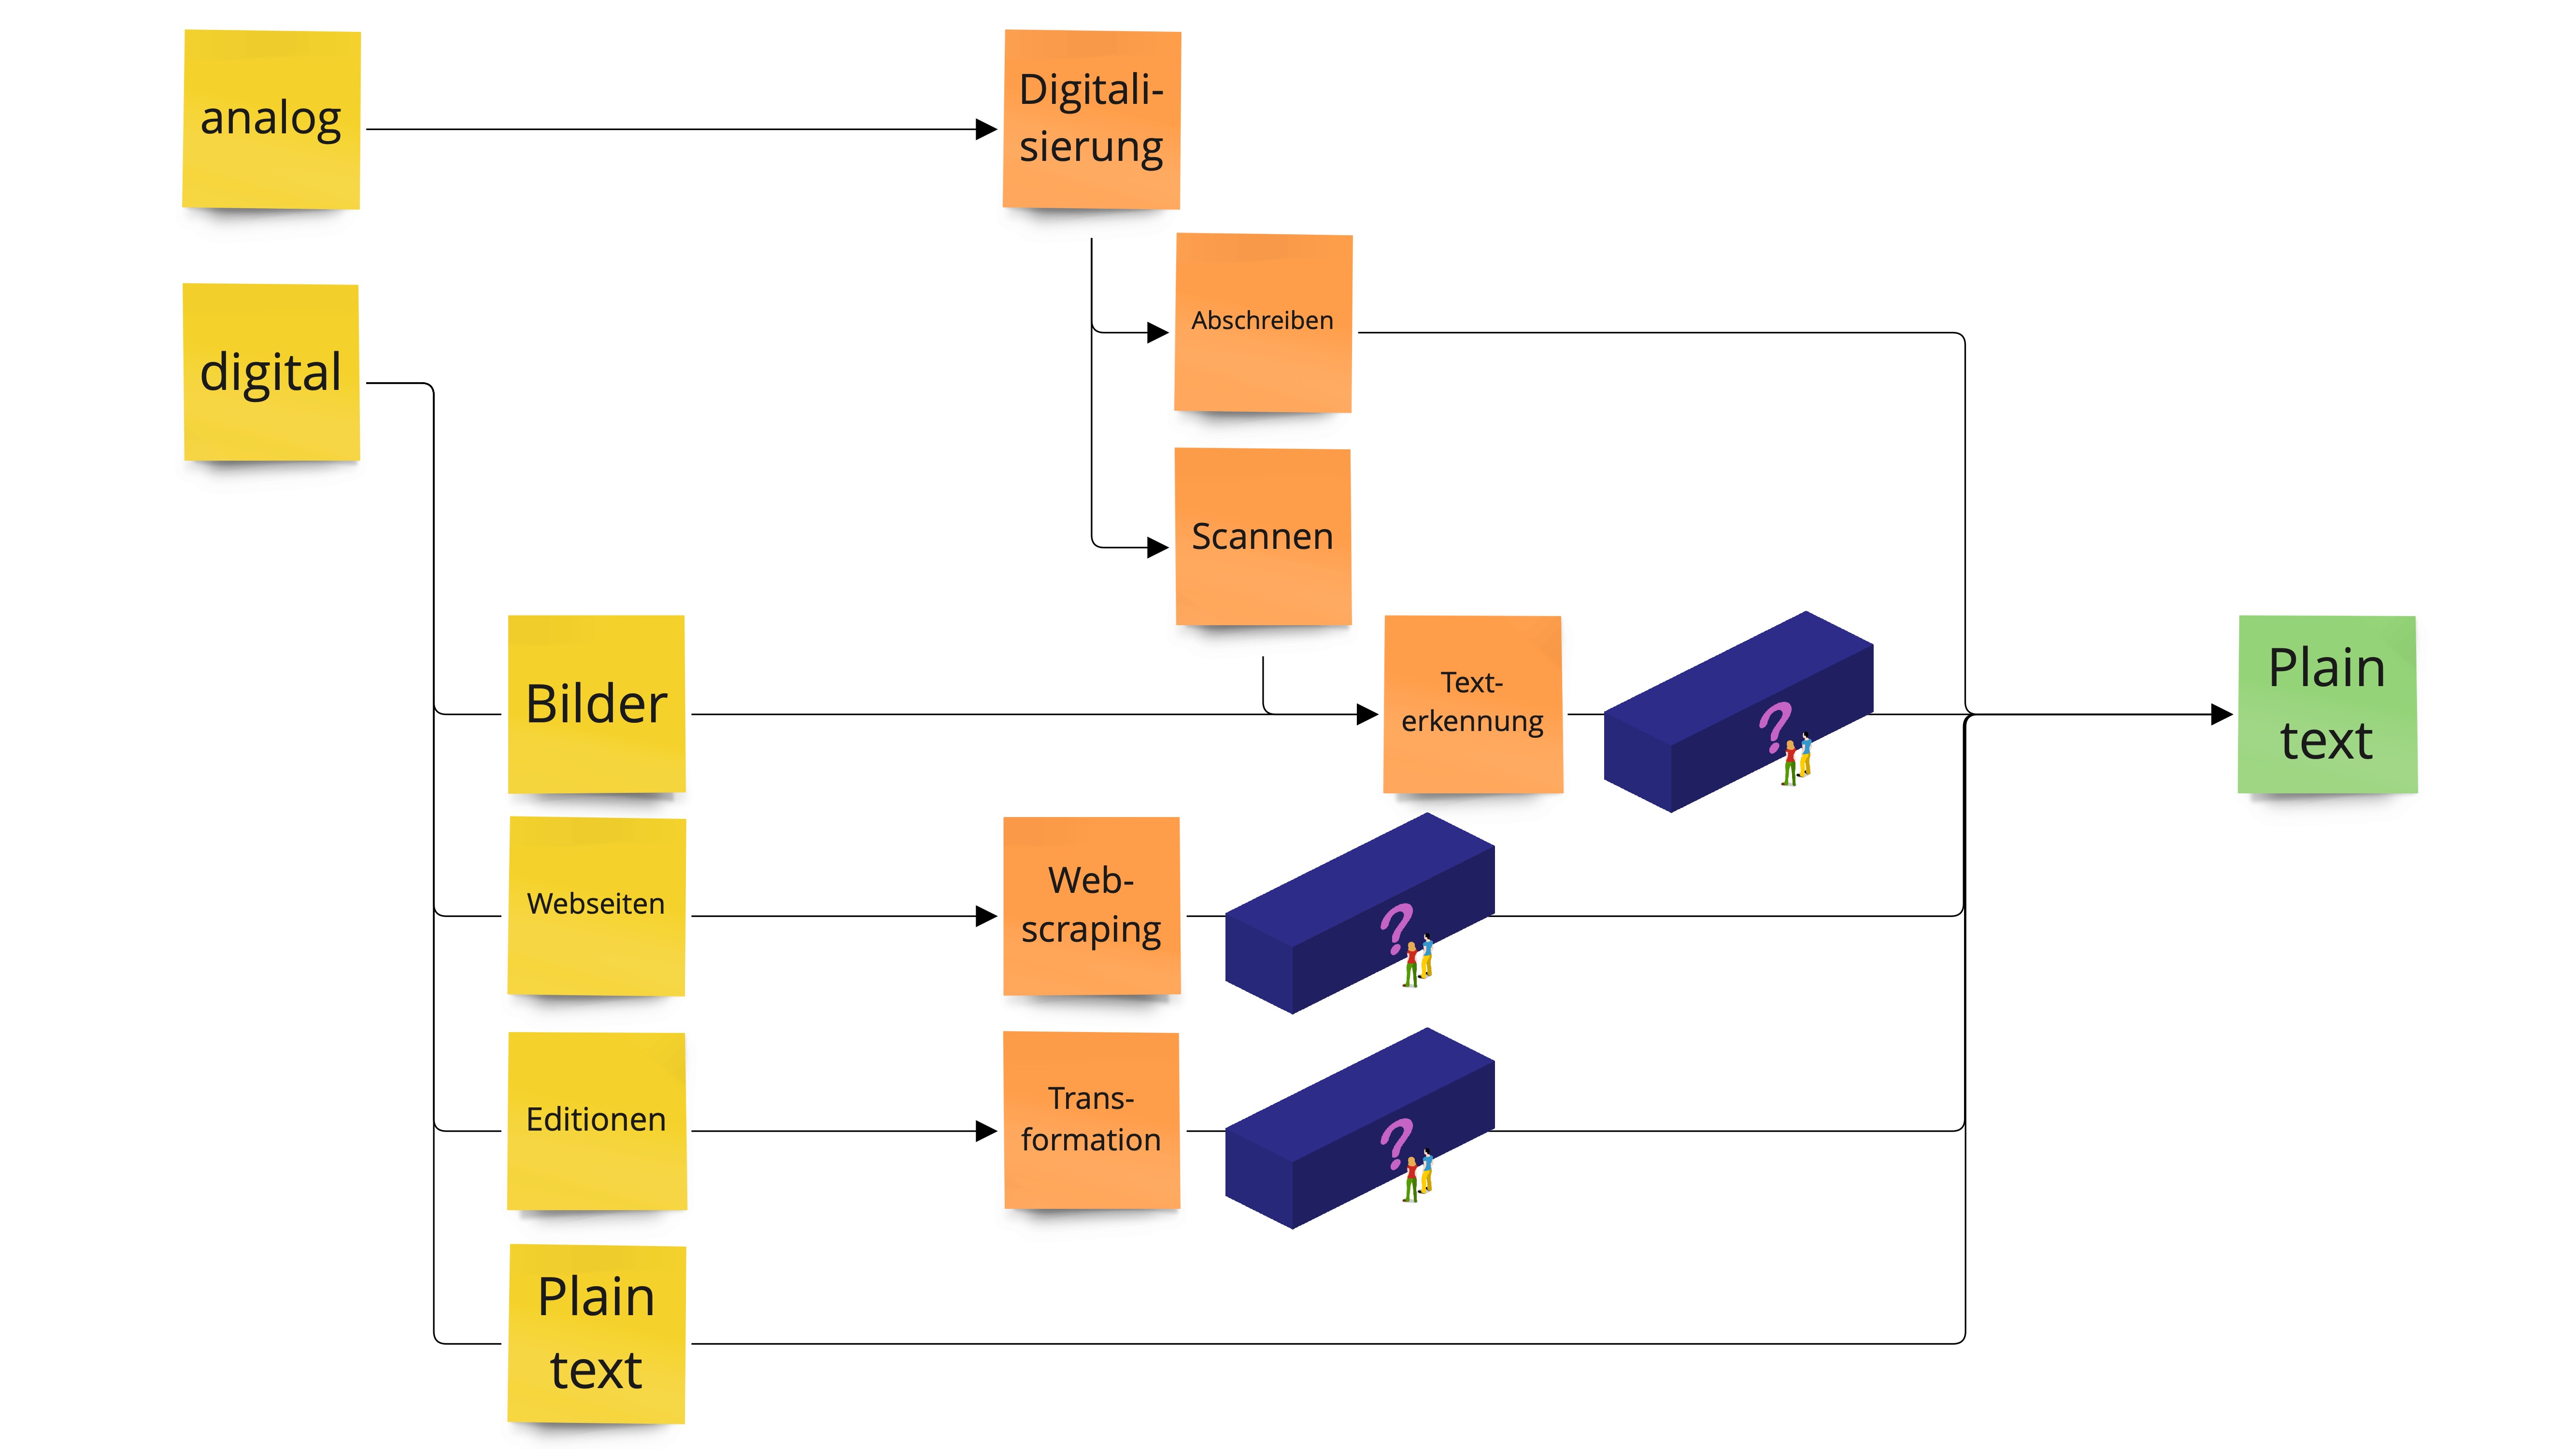 analog
Digitali-
sierung
Abschreiben
digital
Scannen
Bilder
Text-
erkennung
?
Plain
text
Webseiten
Web-
scraping
?
Editionen
Trans-
formation
?
Plain
text